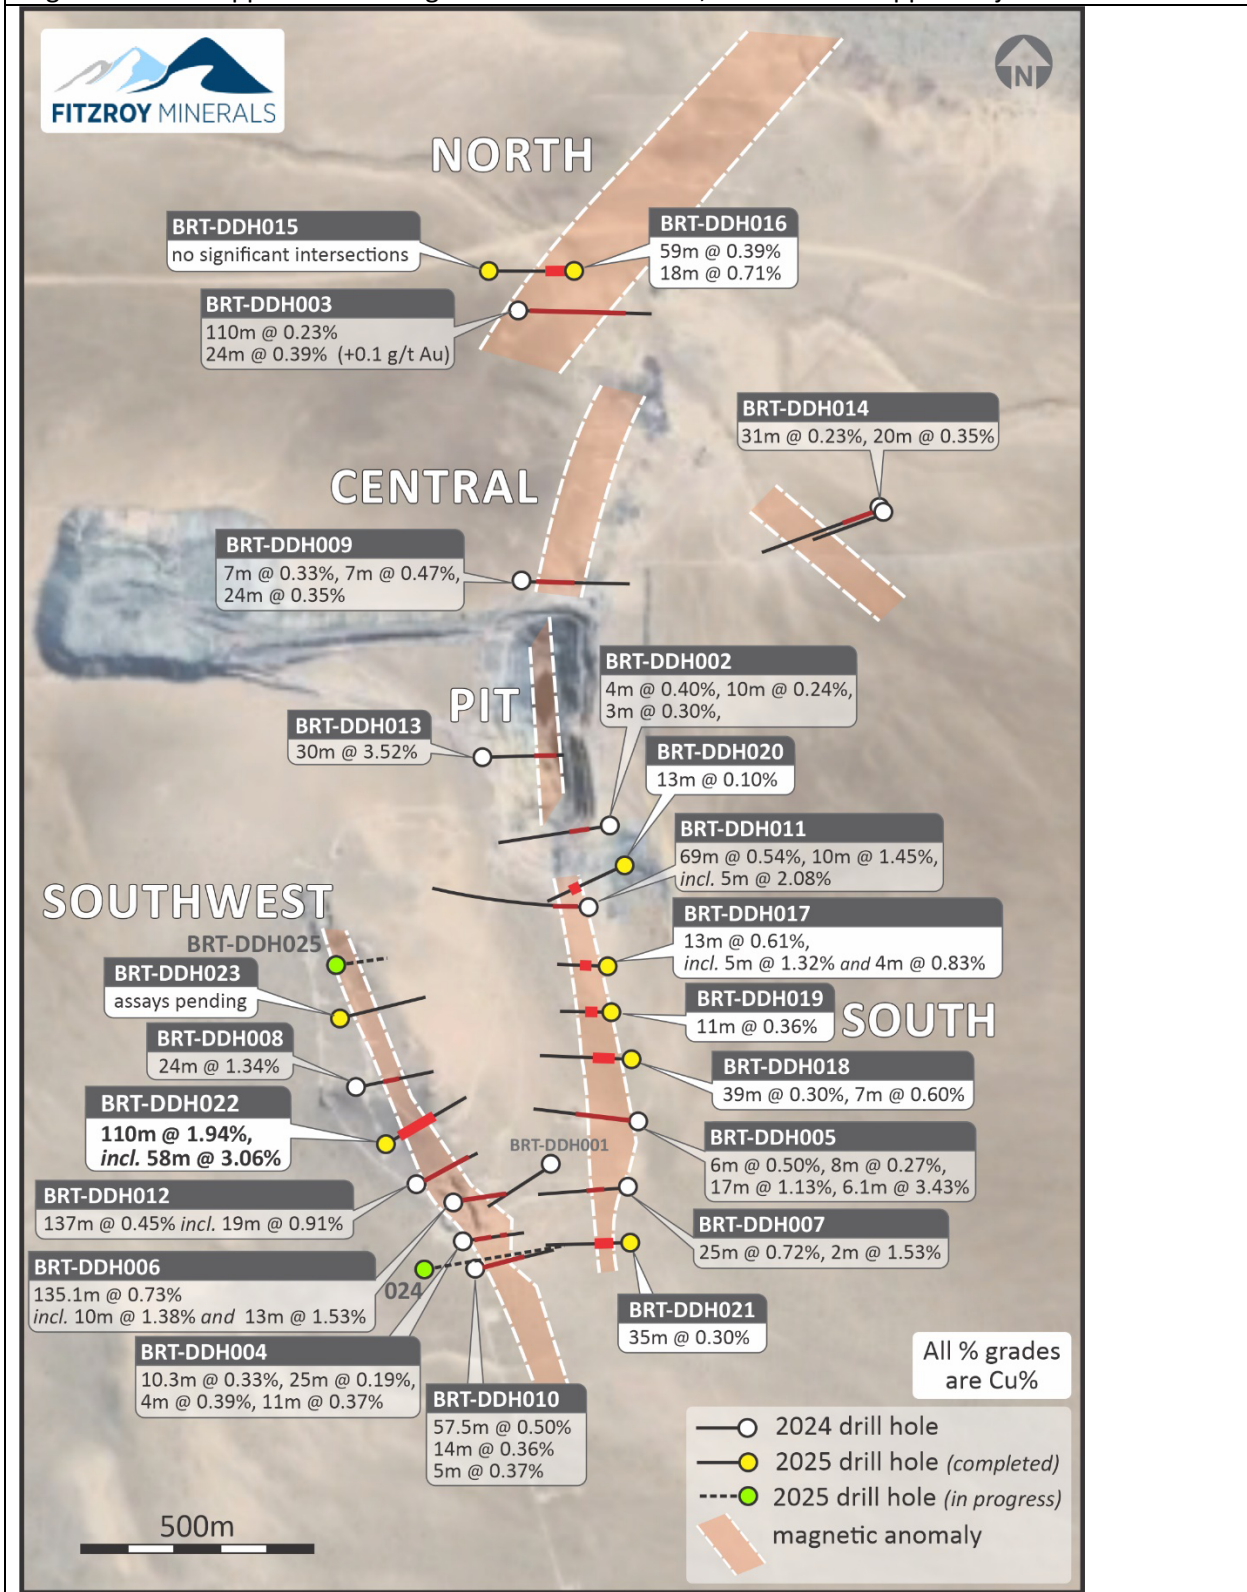 FITZROY MINERALS
N
NORTH
BRT-DDH015
no significant intersections
BRT-DDH016
59m @ 0.39%
18m @ 0.71%
BRT-DDH003
110m @ 0.23%
24m @ 0.39% (+0.1 g/t Au)
BRT-DDH014
31m @ 0.23%, 20m @ 0.35%
CENTRAL
BRT-DDH009
7m @ 0.33%, 7m @ 0.47%,
24m @ 0.35%
BRT-DDH002
4m @ 0.40%, 10m @ 0.24%,
3m @ 0.30%,
PIT
BRT-DDH013
30m @ 3.52%
BRT-DDH020
13m @ 0.10%
BRT-DDH011
69m @ 0.54%, 10m @ 1.45%,
incl. 5m @ 2.08%
SOUTHWEST
BRT-DDH025
BRT-DDH017
13m @ 0.61%,
incl. 5m @ 1.32% and 4m @ 0.83%
BRT-DDH023
assays pending
BRT-DDH019
11m @ 0.36%
SOUTH
BRT-DDH008
24m @ 1.34%
BRT-DDH018
39m @ 0.30%, 7m @ 0.60%
BRT-DDH022
110m @ 1.94%,
incl. 58m @ 3.06%
BRT-DDH001
BRT-DDH005
6m @ 0.50%, 8m @ 0.27%,
17m @ 1.13%, 6.1m @ 3.43%
BRT-DDH012
137m @ 0.45% incl. 19m @ 0.91%
BRT-DDH007
25m @ 0.72%, 2m @ 1.53%
BRT-DDH006
135.1m @ 0.73%
incl. 10m @ 1.38% and 13m @ 1.53%
024
BRT-DDH021
35m @ 0.30%
BRT-DDH004
10.3m @ 0.33%, 25m @ 0.19%,
4m @ 0.39%, 11m @ 0.37%
BRT-DDH010
57.5m @ 0.50%
14m @ 0.36%
5m @ 0.37%
All % grades
are Cu%
2024 drill hole
2025 drill hole (completed)
2025 drill hole (in progress)
magnetic anomaly
500m